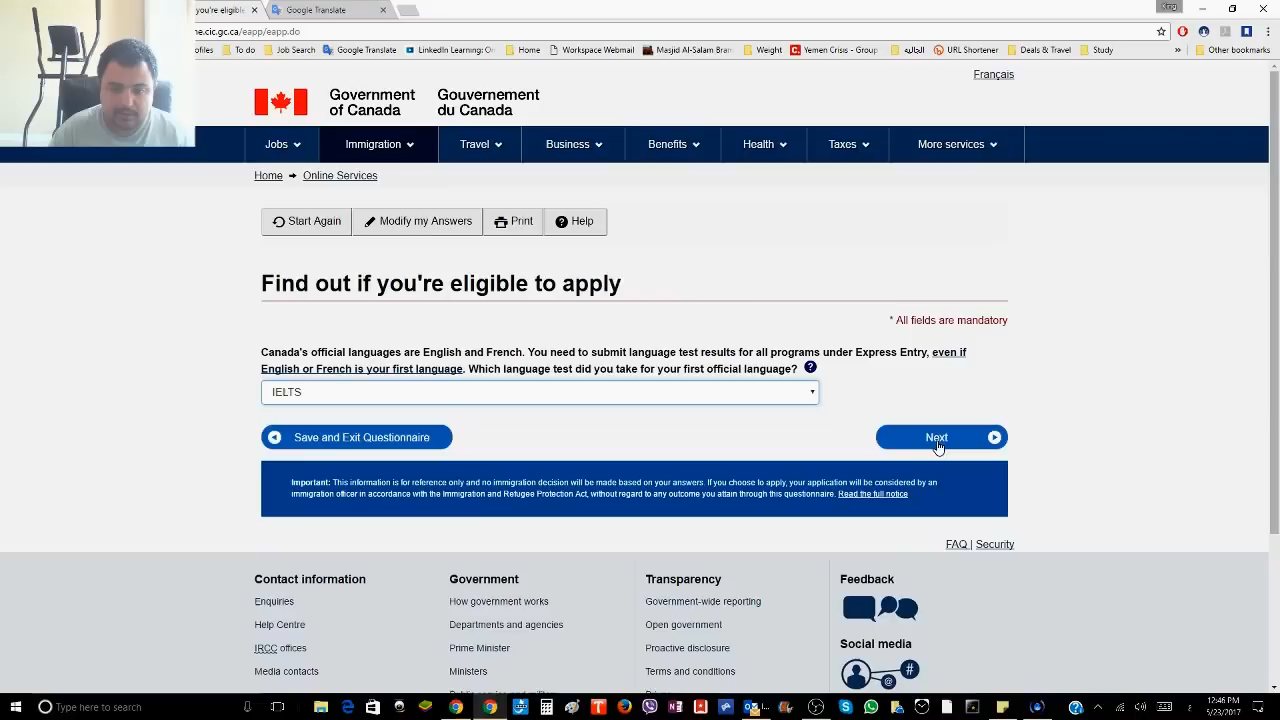 you're eligible
Google Translate
King
ne.cic.gc.ca/eapp/eapp.do
ofiles
To do
Job Search
Google Translate
LinkedIn Learning: O
Home
Workspace Webmail
Masjid Al-Salam Bram
Weight
Yemen Crisis - Group
الجالية
URL Shortener
Deals & Travel
Study
»
Other bookmarks
Français
Government of Canada
Gouvernement du Canada
Jobs
Immigration
Travel
Business
Benefits
Health
Taxes
More services
Home → Online Services
Start Again
Modify my Answers
Print
Help
Find out if you're eligible to apply
* All fields are mandatory
Canada's official languages are English and French. You need to submit language test results for all programs under Express Entry, even if
English or French is your first language. Which language test did you take for your first official language?
IELTS
Save and Exit Questionnaire
Next
Important: This information is for reference only and no immigration decision will be made based on your answers. If you choose to apply, your application will be considered by an
immigration officer in accordance with the Immigration and Refugee Protection Act, without regard to any outcome you attain through this questionnaire. Read the full notice
FAQ | Security
Contact information
Government
Transparency
Feedback
Enquiries
How government works
Government-wide reporting
Help Centre
Departments and agencies
Open government
IRCC offices
Prime Minister
Proactive disclosure
Social media
Media contacts
Ministers
Terms and conditions
Type here to search
12:46 PM
5/23/2017